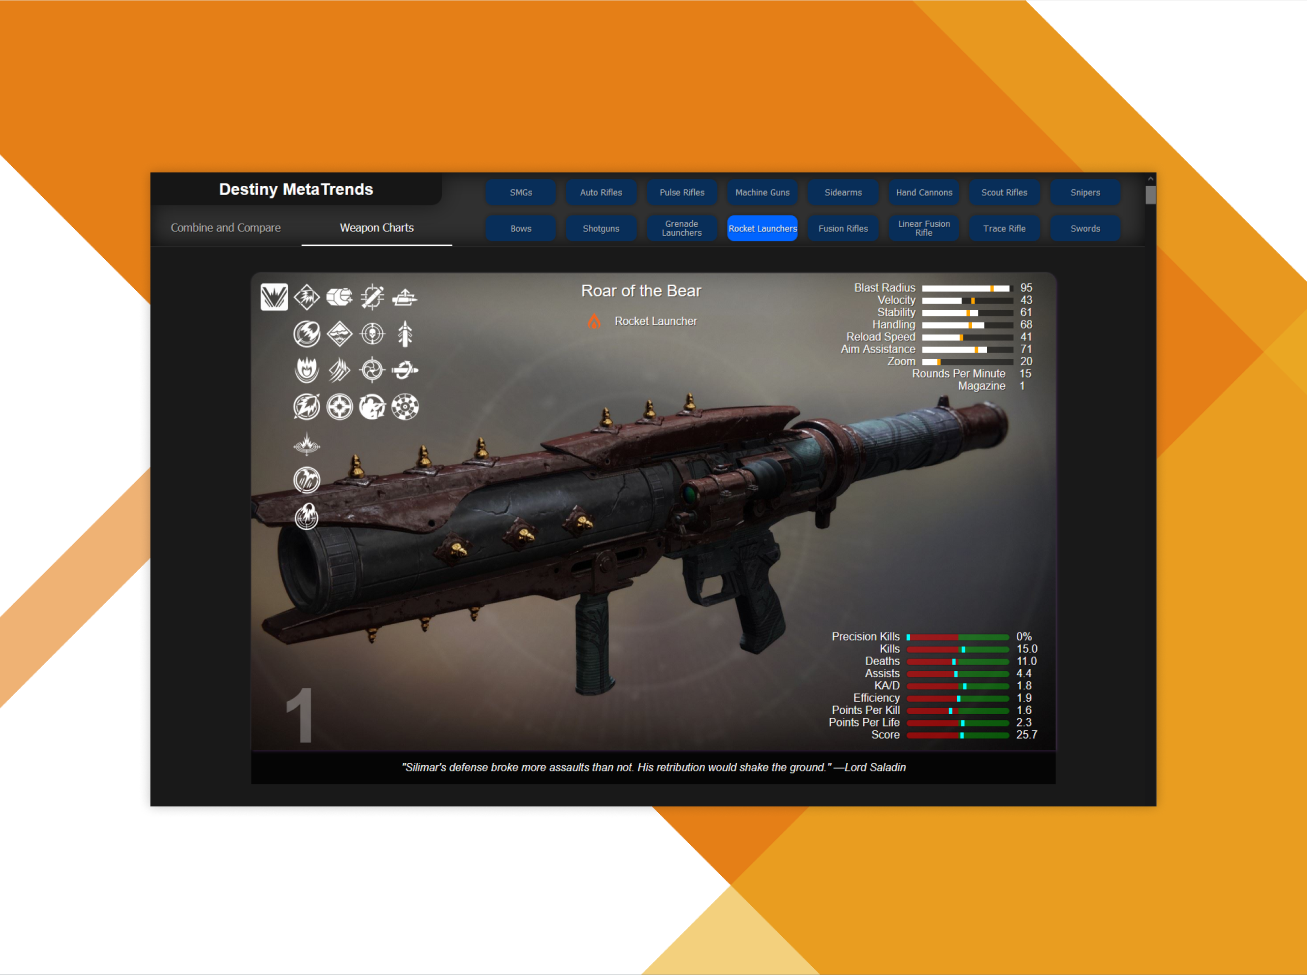 Destiny MetaTrends
SMGs
Auto Rifles
Pulse Rifles
Machine Guns
Sidearms
Hand Cannons
Scout Rifles
Snipers
Combine and Compare
Weapon Charts
Bows
Shotguns
Grenade
Launchers
Rocket Launchers
Fusion Rifles
Linear Fusion
Rifle
Trace Rifle
Swords
Roar of the Bear
Rocket Launcher
Blast Radius 95
Velocity 43
Stability 61
Handling 68
Reload Speed 41
Aim Assistance 71
Zoom 20
Rounds Per Minute 15
Magazine 1
Precision Kills 0%
Kills 15.0
Deaths 11.0
Assists 4.4
KA/D 1.8
Efficiency 1.9
Points Per Kill 1.6
Points Per Life 2.3
Score 25.7
1
"Silimar's defense broke more assaults than not. His retribution would shake the ground." —Lord Saladin